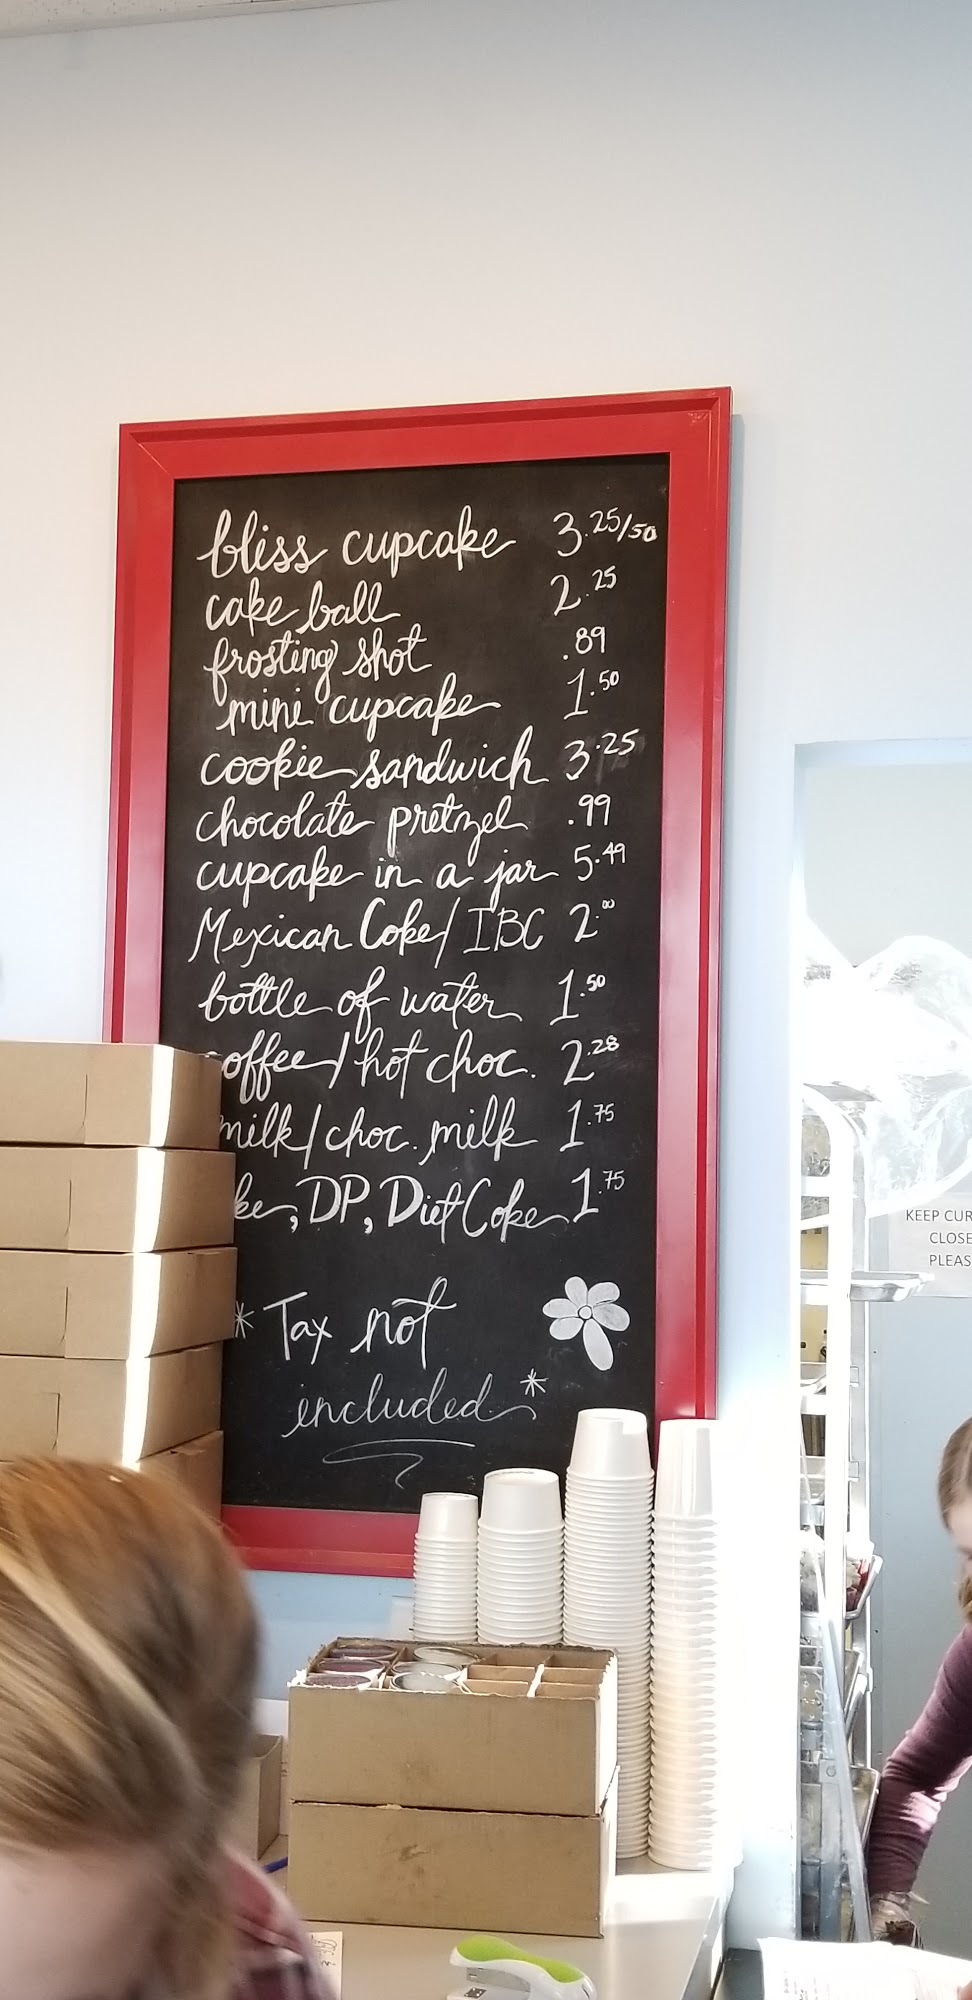 bliss cupcake 3.25/50
cake ball 2.25
frosting shot .89
mini cupcake 1.50
cookie sandwich 3.25
chocolate pretzel .99
cupcake in a jar 5.49
Mexican Coke/IBC 2.00
bottle of water 1.50
offee/hot choc. 2.28
milk/choc. milk 1.75
ke, DP, Diet Coke 1.75
* Tax not
included *
KEEP CUR
CLOSE
PLEAS